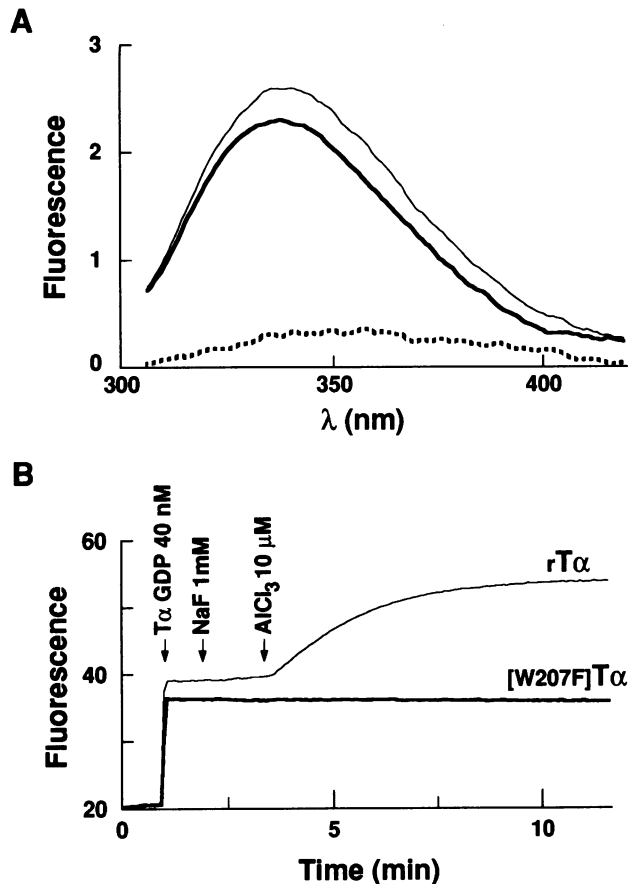 A
3
2
1
0
Fluorescence
300
350
400
λ (nm)
B
60
40
20
Fluorescence
Tα GDP 40 nM
NaF 1mM
AlCl3 10 μM
rTα
[W207F]Tα
0
5
10
Time (min)